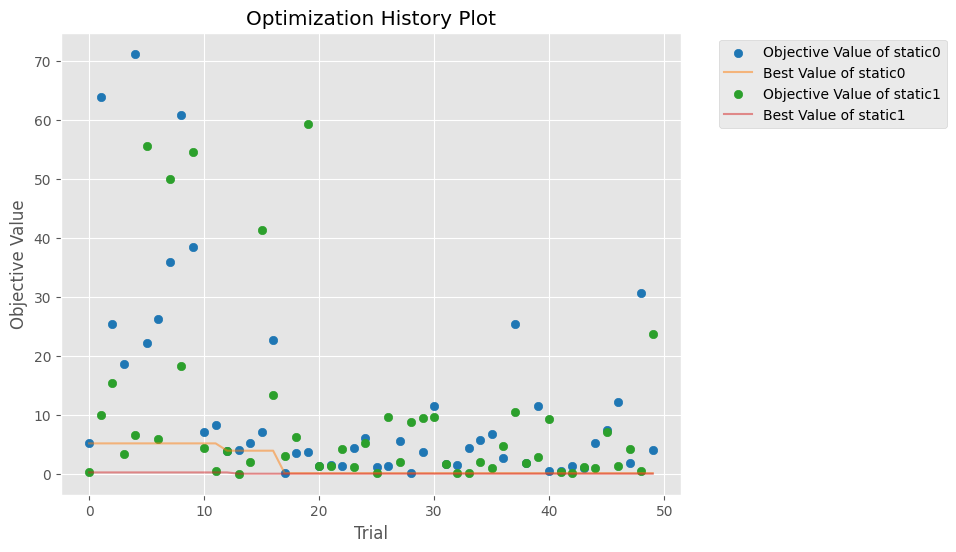 Optimization History Plot
Objective Value of static0
Best Value of static0
Objective Value of static1
Best Value of static1
Objective Value
70
60
50
40
30
20
10
0
0
10
20
30
40
50
Trial